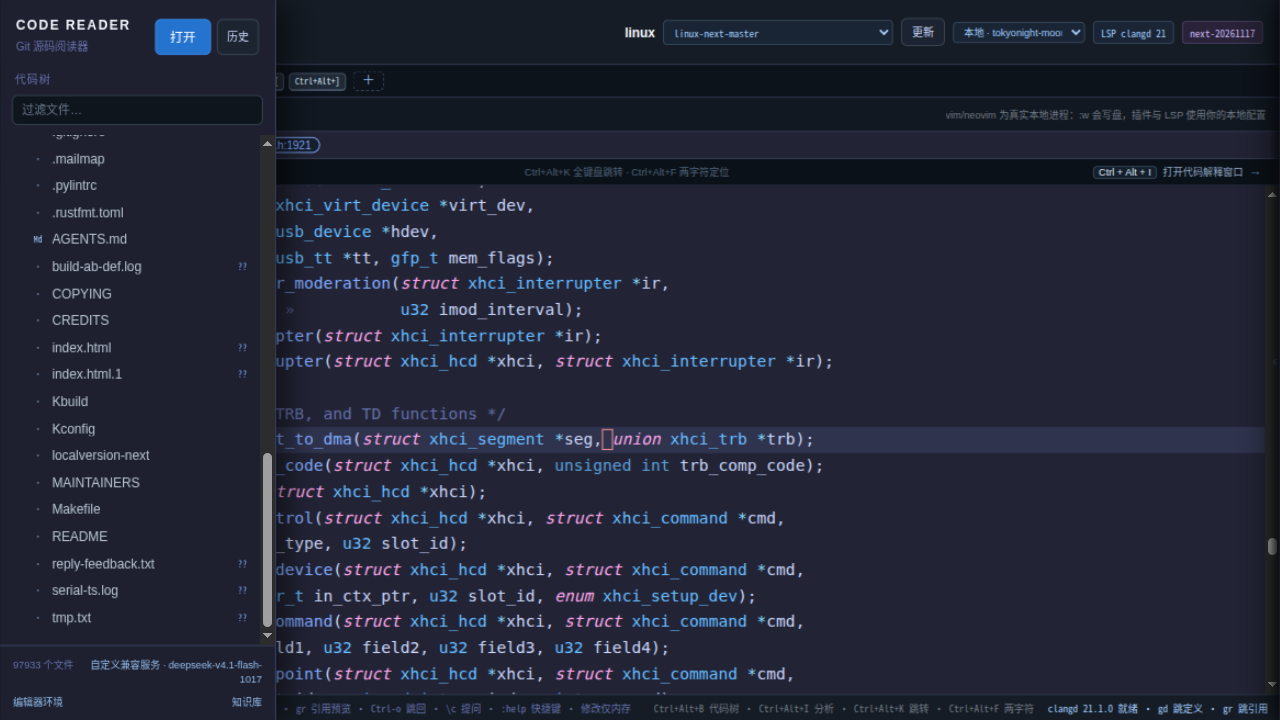 CODE READER
Git 源码阅读器
打开
历史
代码树
过滤文件…
.mailmap
.pylintrc
.rustfmt.toml
Md AGENTS.md
build-ab-def.log ??
COPYING
CREDITS
index.html ??
index.html.1 ??
Kbuild
Kconfig
localversion-next
MAINTAINERS
Makefile
README
reply-feedback.txt ??
serial-ts.log ??
tmp.txt ??
97933 个文件
自定义兼容服务 · deepseek-v4.1-flash-
1017
编辑器环境
知识库
linux
linux-next-master
更新
本地 · tokyonight-moon
LSP clangd 21
next-20261117
Ctrl+Alt+]
+
vim/neovim 为真实本地进程：:w 会写盘，插件与 LSP 使用你的本地配置
h:1921
Ctrl+Alt+K 全键盘跳转 · Ctrl+Alt+F 两字符定位
Ctrl + Alt + I 打开代码解释窗口 →
xhci_virt_device *virt_dev,
usb_device *hdev,
usb_tt *tt, gfp_t mem_flags);
r_moderation(struct xhci_interrupter *ir,
» u32 imod_interval);
pter(struct xhci_interrupter *ir);
upter(struct xhci_hcd *xhci, struct xhci_interrupter *ir);
TRB, and TD functions */
t_to_dma(struct xhci_segment *seg, union xhci_trb *trb);
_code(struct xhci_hcd *xhci, unsigned int trb_comp_code);
truct xhci_hcd *xhci);
trol(struct xhci_hcd *xhci, struct xhci_command *cmd,
_type, u32 slot_id);
device(struct xhci_hcd *xhci, struct xhci_command *cmd,
r_t in_ctx_ptr, u32 slot_id, enum xhci_setup_dev);
ommand(struct xhci_hcd *xhci, struct xhci_command *cmd,
ld1, u32 field2, u32 field3, u32 field4);
point(struct xhci_hcd *xhci, struct xhci_command *cmd,
· gr 引用预览 · Ctrl-o 跳回 · \c 提问 · :help 快捷键 · 修改仅内存
Ctrl+Alt+B 代码树 · Ctrl+Alt+I 分析 · Ctrl+Alt+K 跳转 · Ctrl+Alt+F 两字符
clangd 21.1.0 就绪 · gd 跳定义 · gr 跳引用